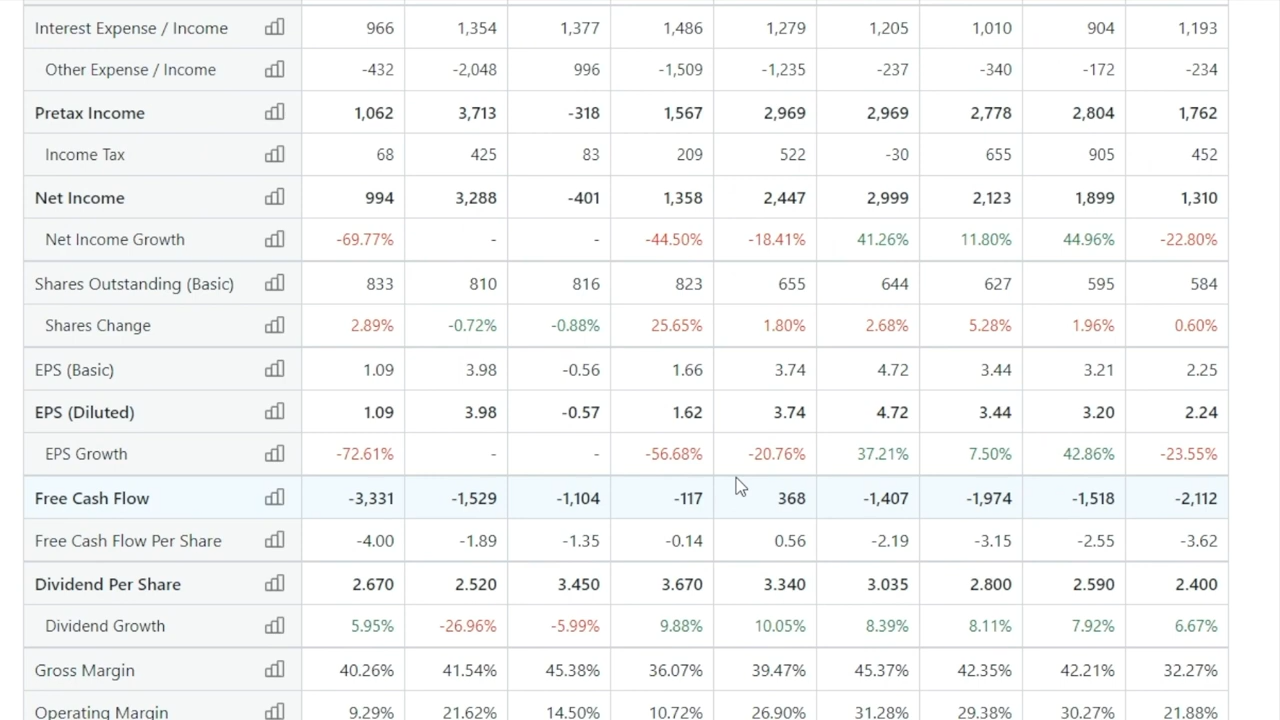 Interest Expense / Income 966 1,354 1,377 1,486 1,279 1,205 1,010 904 1,193
Other Expense / Income -432 -2,048 996 -1,509 -1,235 -237 -340 -172 -234
Pretax Income 1,062 3,713 -318 1,567 2,969 2,969 2,778 2,804 1,762
Income Tax 68 425 83 209 522 -30 655 905 452
Net Income 994 3,288 -401 1,358 2,447 2,999 2,123 1,899 1,310
Net Income Growth -69.77% - - -44.50% -18.41% 41.26% 11.80% 44.96% -22.80%
Shares Outstanding (Basic) 833 810 816 823 655 644 627 595 584
Shares Change 2.89% -0.72% -0.88% 25.65% 1.80% 2.68% 5.28% 1.96% 0.60%
EPS (Basic) 1.09 3.98 -0.56 1.66 3.74 4.72 3.44 3.21 2.25
EPS (Diluted) 1.09 3.98 -0.57 1.62 3.74 4.72 3.44 3.20 2.24
EPS Growth -72.61% - - -56.68% -20.76% 37.21% 7.50% 42.86% -23.55%
Free Cash Flow -3,331 -1,529 -1,104 -117 368 -1,407 -1,974 -1,518 -2,112
Free Cash Flow Per Share -4.00 -1.89 -1.35 -0.14 0.56 -2.19 -3.15 -2.55 -3.62
Dividend Per Share 2.670 2.520 3.450 3.670 3.340 3.035 2.800 2.590 2.400
Dividend Growth 5.95% -26.96% -5.99% 9.88% 10.05% 8.39% 8.11% 7.92% 6.67%
Gross Margin 40.26% 41.54% 45.38% 36.07% 39.47% 45.37% 42.35% 42.21% 32.27%
Operating Margin 9.29% 21.62% 14.50% 10.72% 26.90% 31.28% 29.38% 30.27% 21.88%